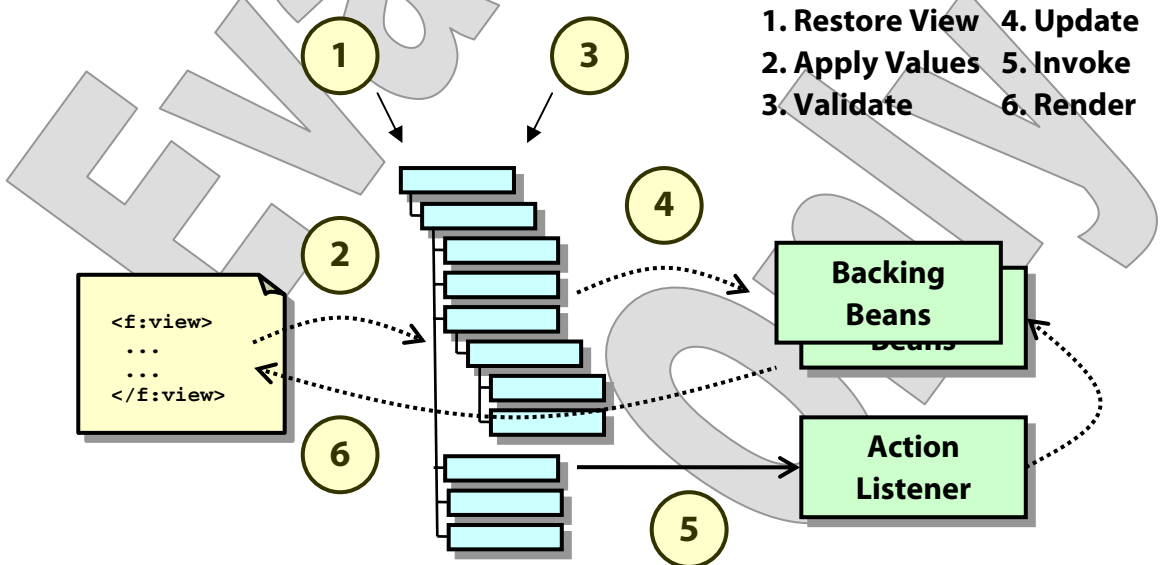 1. Restore View 4. Update
2. Apply Values 5. Invoke
3. Validate 6. Render
1
3
4
2
Backing
Beans
Beans
<f:view>
...
...
</f:view>
6
Action
Listener
5